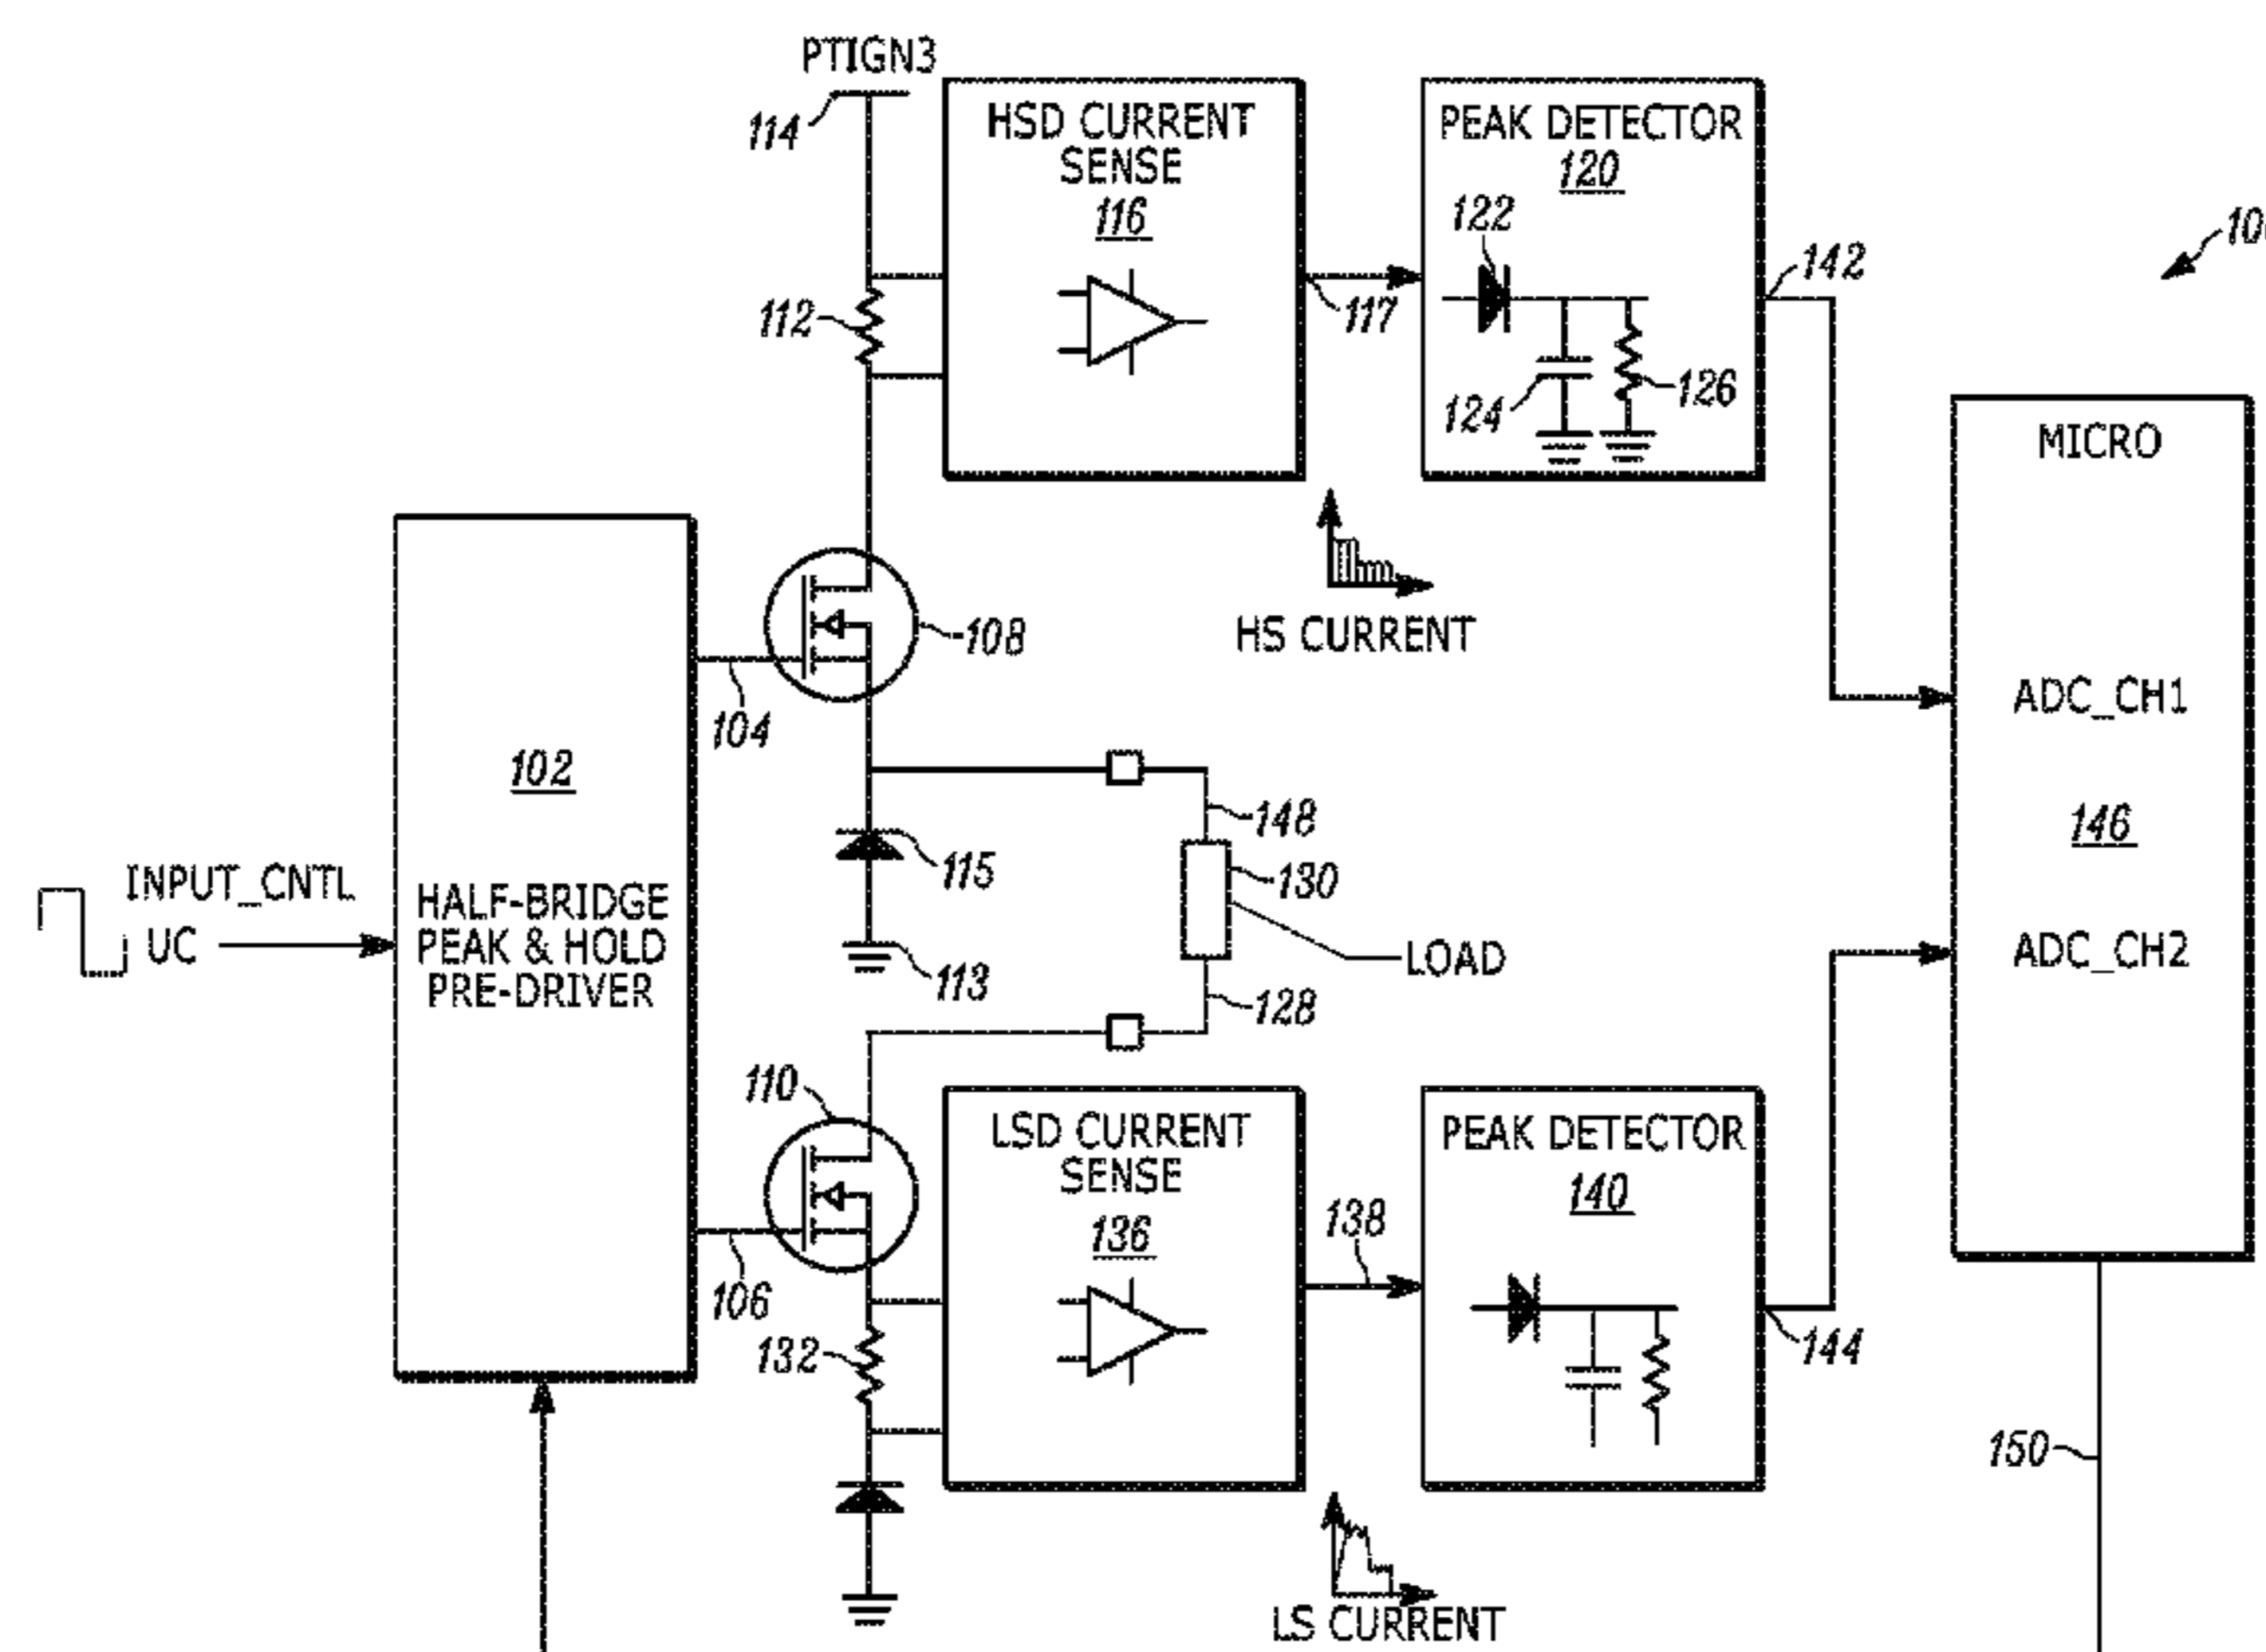 PTIGN3
114
HSD CURRENT
SENSE
116
112
117
PEAK DETECTOR
120
122
124
126
142
HS CURRENT
108
104
102
HALF-BRIDGE
PEAK & HOLD
PRE-DRIVER
INPUT_CNTL
UC
115
113
148
130
LOAD
128
MICRO
ADC_CH1
146
ADC_CH2
110
106
132
LSD CURRENT
SENSE
136
138
PEAK DETECTOR
140
144
LS CURRENT
150